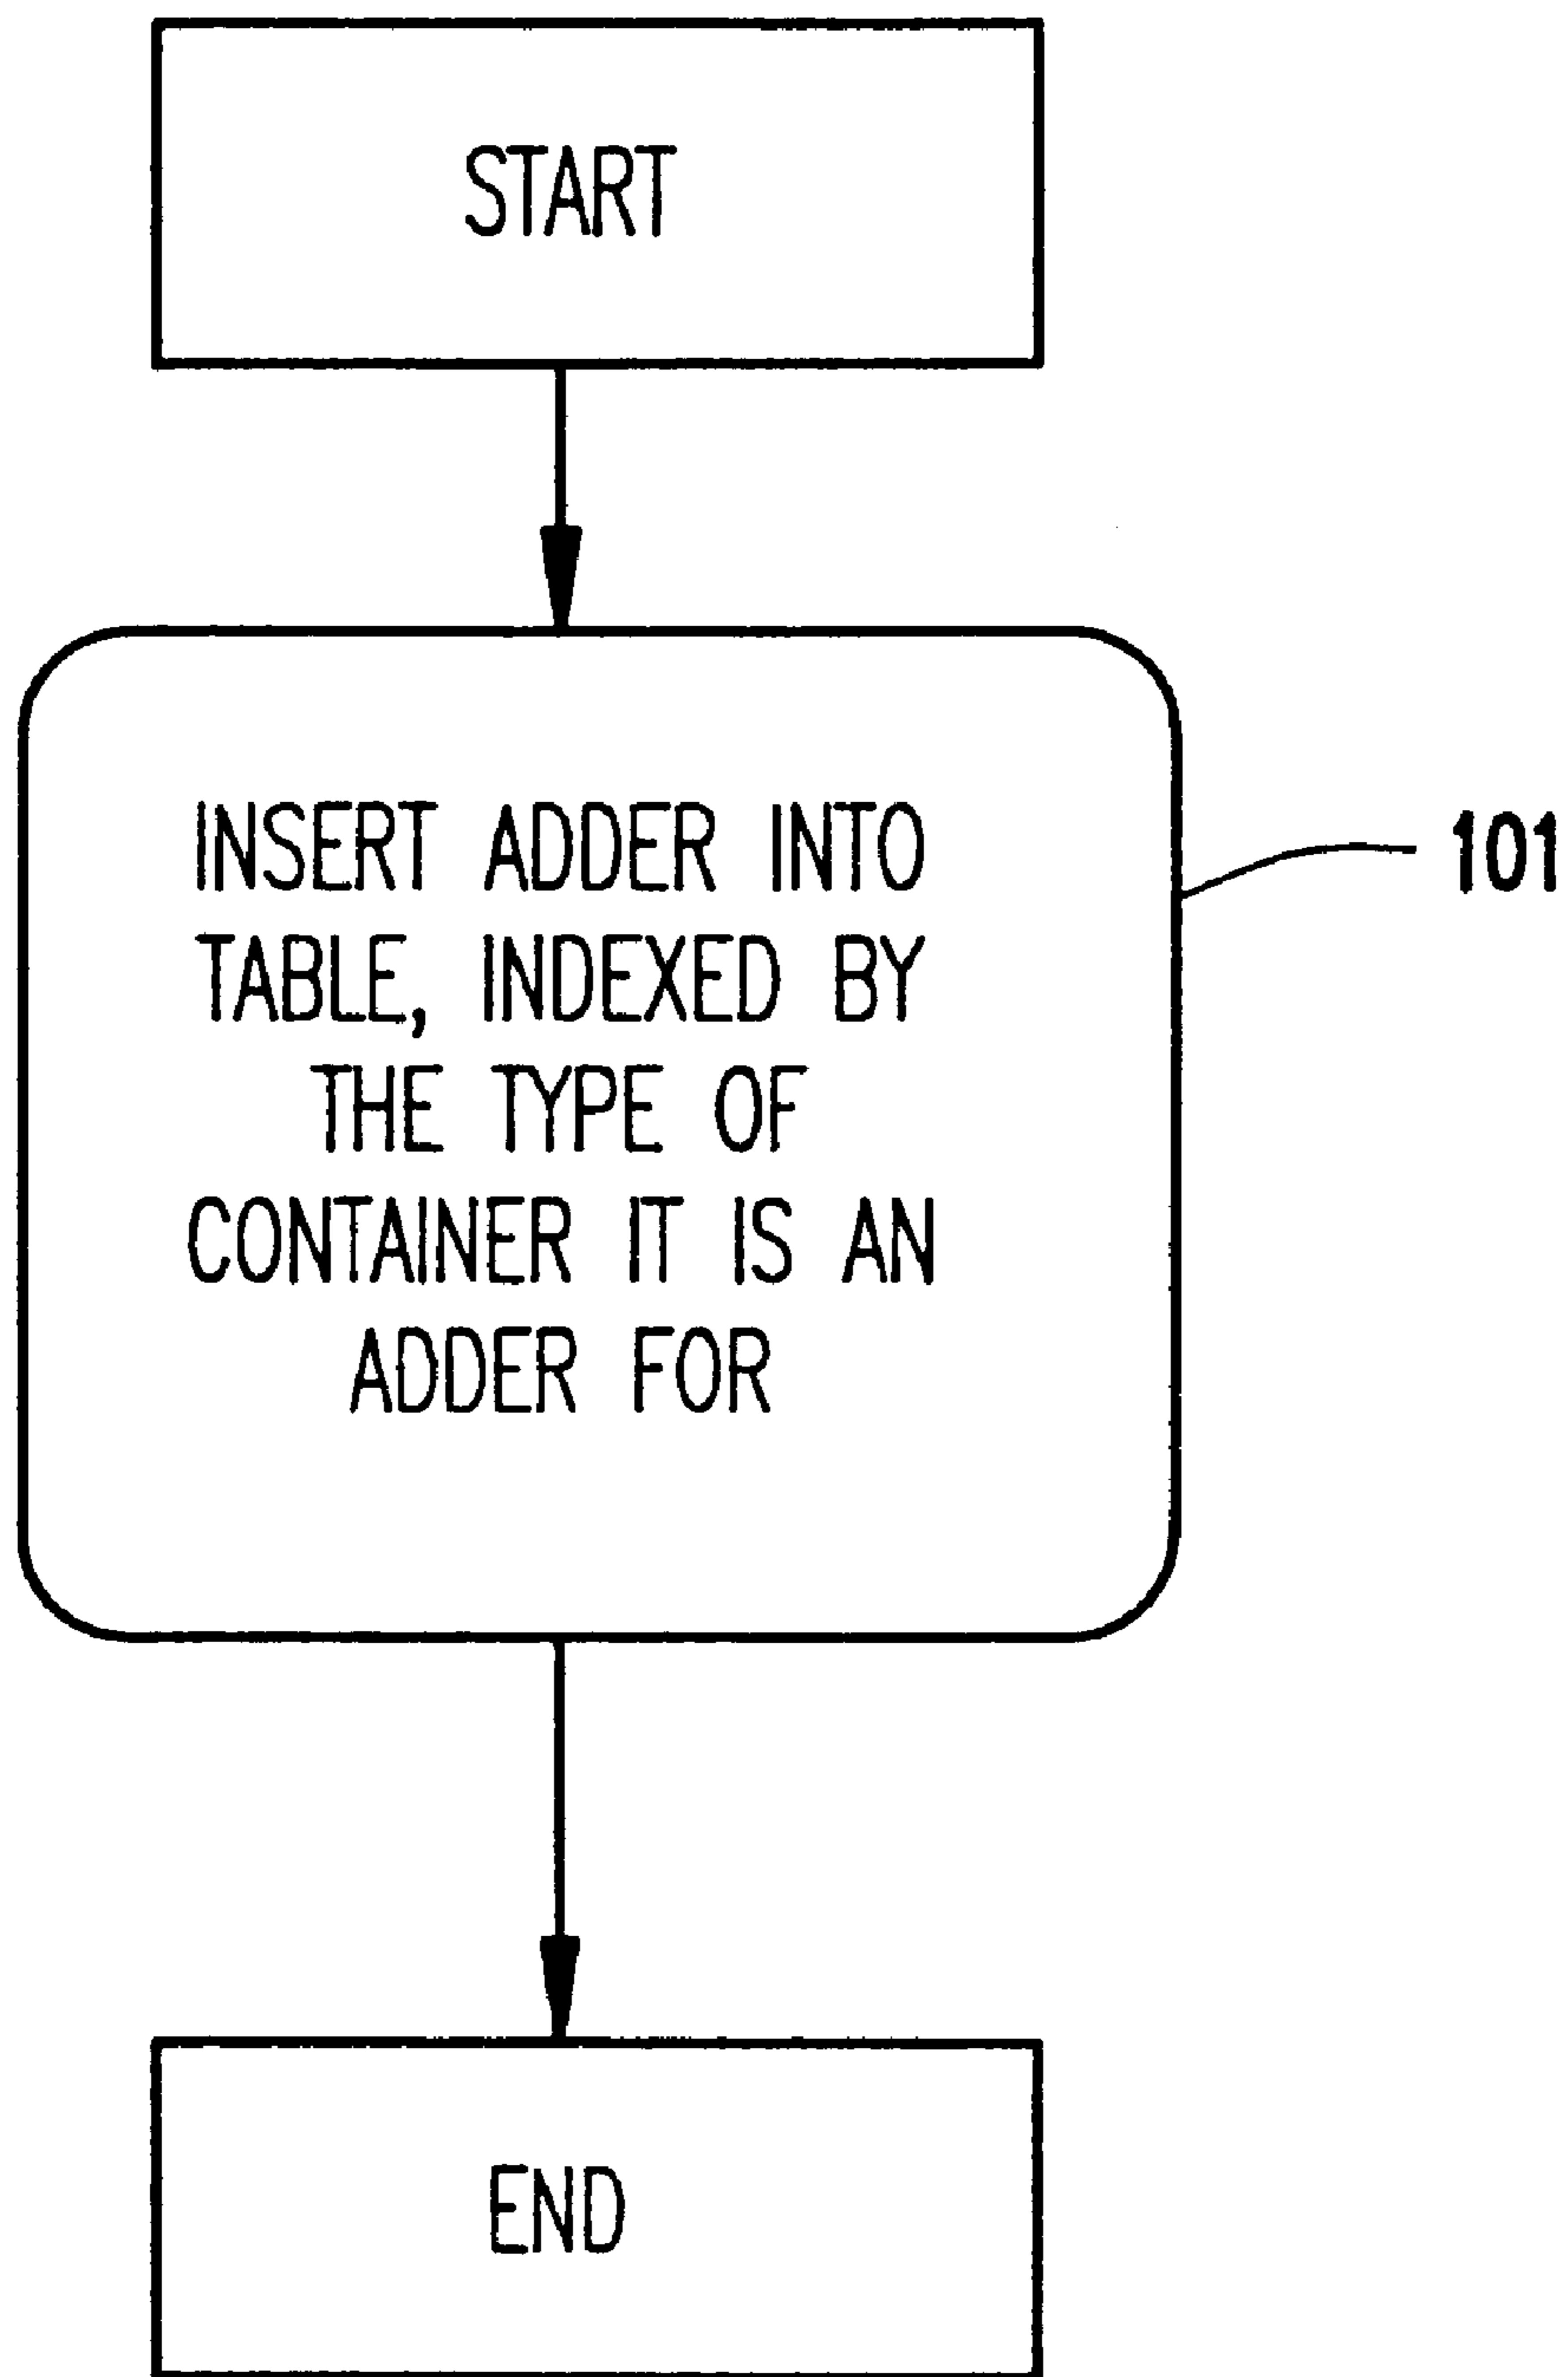 START
INSERT ADDER INTO
TABLE, INDEXED BY
THE TYPE OF
CONTAINER IT IS AN
ADDER FOR
101
END